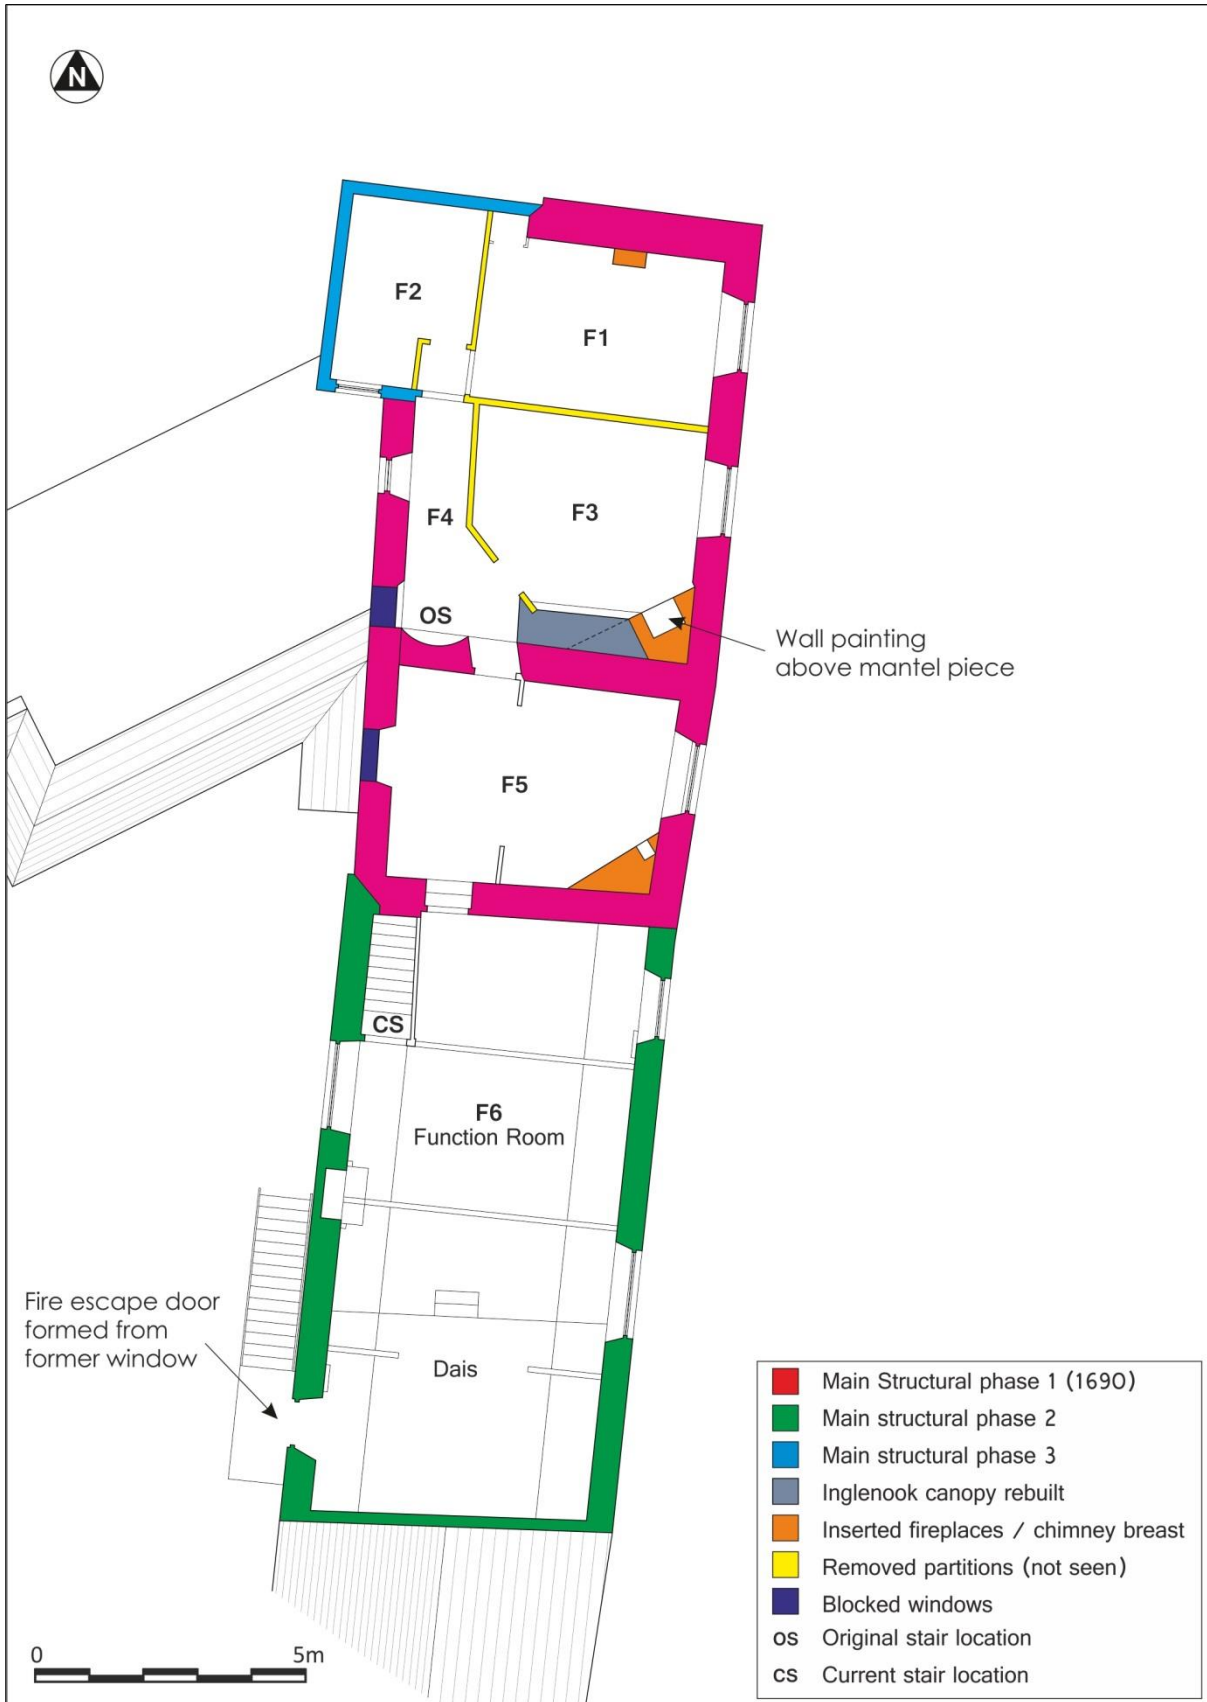 N
F2
F1
F4
F3
OS
Wall painting
above mantel piece
F5
CS
F6
Function Room
Fire escape door
formed from
former window
Dais
Main Structural phase 1 (1690)
Main structural phase 2
Main structural phase 3
Inglenook canopy rebuilt
Inserted fireplaces / chimney breast
Removed partitions (not seen)
Blocked windows
OS Original stair location
CS Current stair location
0 5m